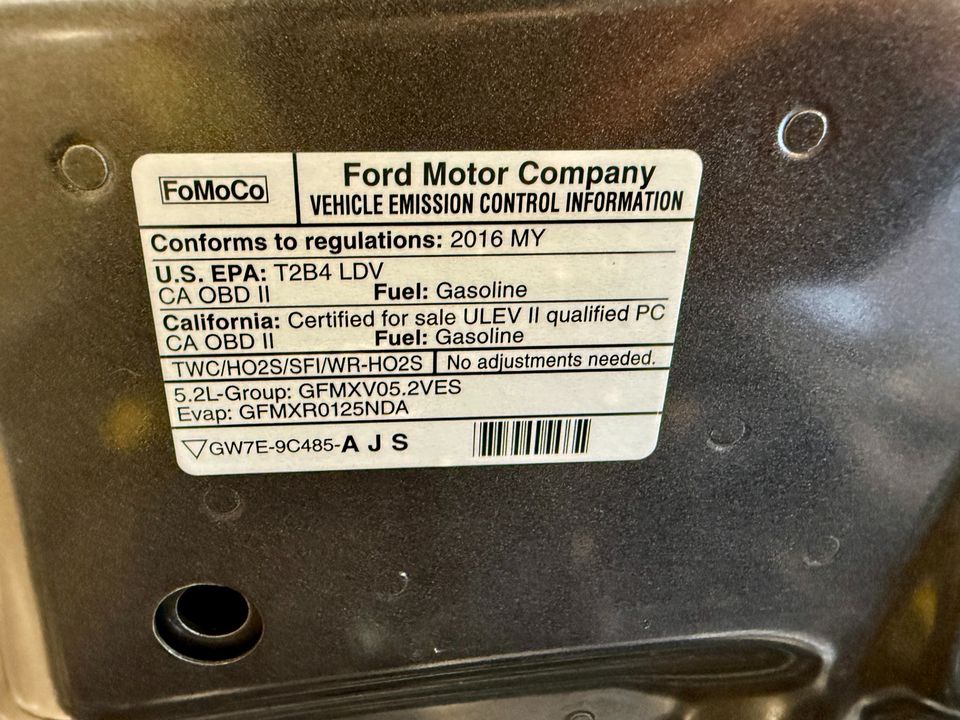 FoMoCo
Ford Motor Company
VEHICLE EMISSION CONTROL INFORMATION
Conforms to regulations: 2016 MY
U.S. EPA: T2B4 LDV
CA OBD II Fuel: Gasoline
California: Certified for sale ULEV II qualified PC
CA OBD II Fuel: Gasoline
TWC/HO2S/SFI/WR-HO2S No adjustments needed.
5.2L-Group: GFMXV05.2VES
Evap: GFMXR0125NDA
GW7E-9C485-A J S